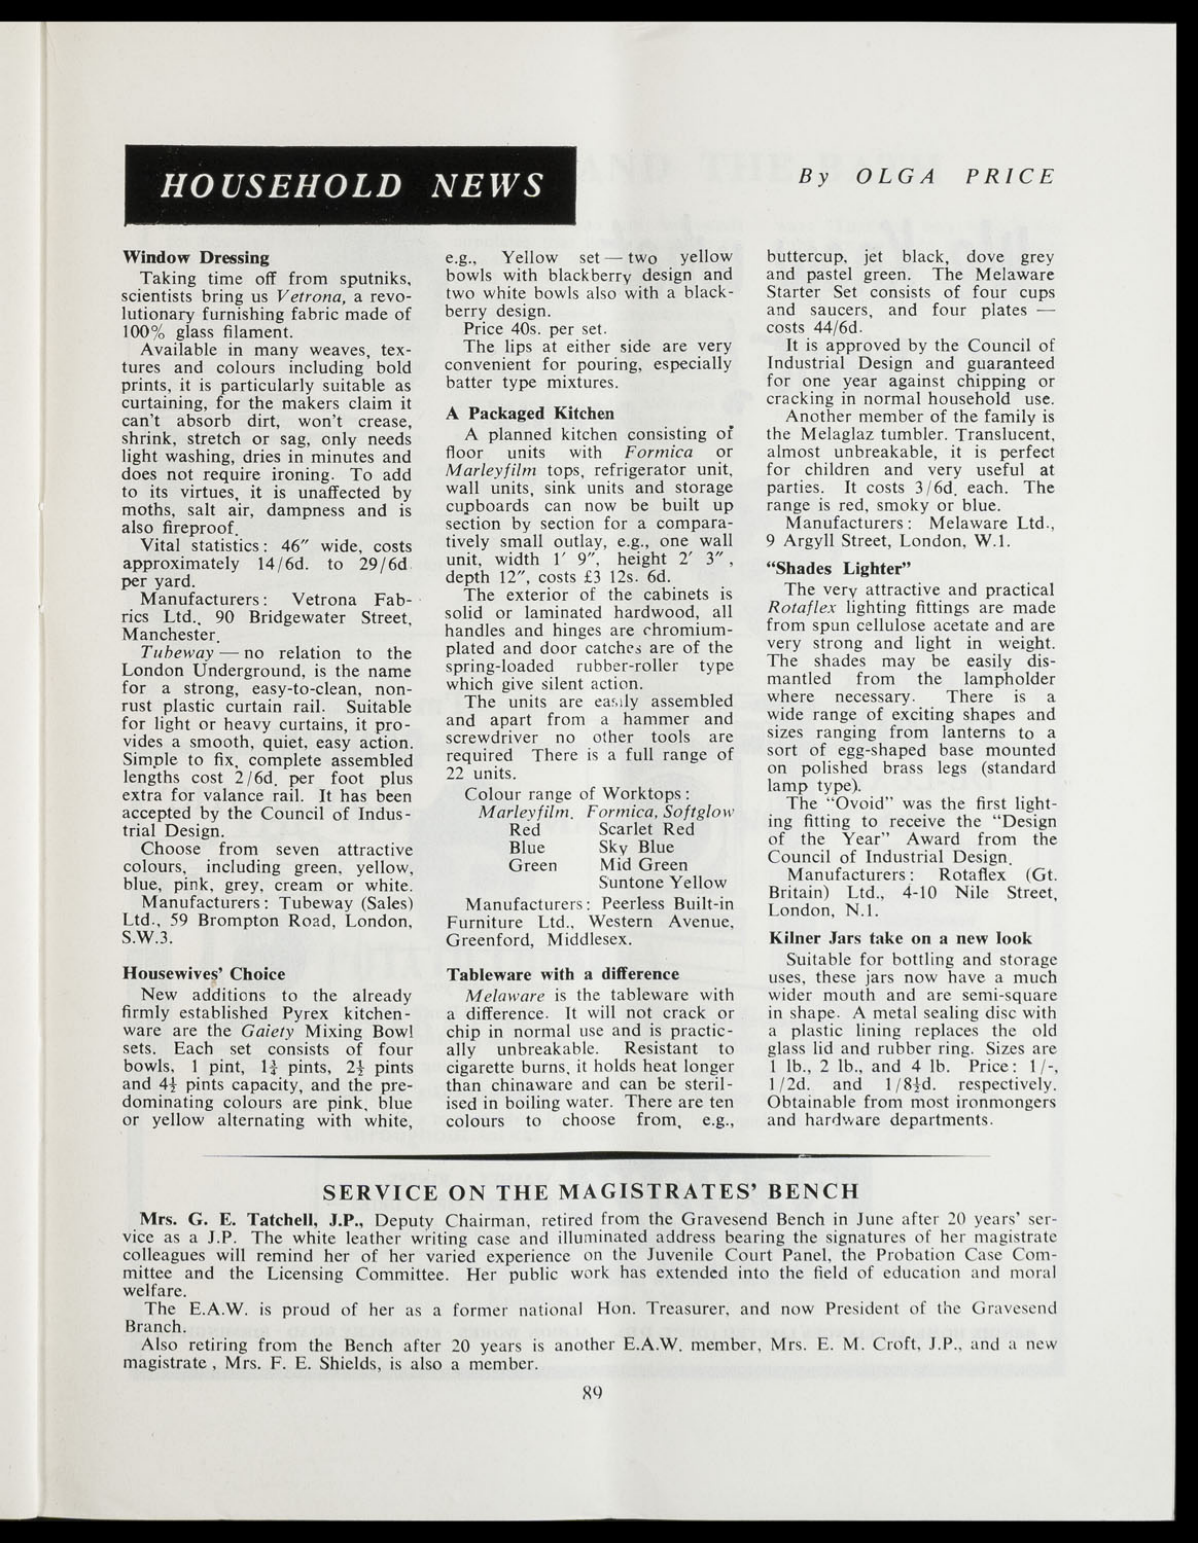 HOUSEHOLD NEWS
By OLGA PRICE
Window Dressing
Taking time off from sputniks,
scientists bring us Vetrona, a revo-
lutionary furnishing fabric made of
100% glass filament.
Available in many weaves, tex-
tures and colours including bold
prints, it is particularly suitable as
curtaining, for the makers claim it
can't absorb dirt, won't crease,
shrink, stretch or sag, only needs
light washing, dries in minutes and
does not require ironing. To add
to its virtues, it is unaffected by
moths, salt air, dampness and is
also fireproof.
Vital statistics: 46″ wide, costs
approximately 14/6d. to 29/6d
per yard.
Manufacturers: Vetrona Fab-
rics Ltd., 90 Bridgewater Street,
Manchester.
Tubeway — no relation to the
London Underground, is the name
for a strong, easy-to-clean, non-
rust plastic curtain rail. Suitable
for light or heavy curtains, it pro-
vides a smooth, quiet, easy action.
Simple to fix, complete assembled
lengths cost 2/6d. per foot plus
extra for valance rail. It has been
accepted by the Council of Indus-
trial Design.
Choose from seven attractive
colours, including green, yellow,
blue, pink, grey, cream or white.
Manufacturers: Tubeway (Sales)
Ltd., 59 Brompton Road, London,
S.W.3.
Housewives' Choice
New additions to the already
firmly established Pyrex kitchen-
ware are the Gaiety Mixing Bowl
sets. Each set consists of four
bowls, 1 pint, 1¾ pints, 2½ pints
and 4½ pints capacity, and the pre-
dominating colours are pink, blue
or yellow alternating with white,
e.g., Yellow set — two yellow
bowls with blackberry design and
two white bowls also with a black-
berry design.
Price 40s. per set.
The lips at either side are very
convenient for pouring, especially
batter type mixtures.
A Packaged Kitchen
A planned kitchen consisting of
floor units with Formica or
Marleyfilm tops, refrigerator unit,
wall units, sink units and storage
cupboards can now be built up
section by section for a compara-
tively small outlay, e.g., one wall
unit, width 1′ 9″, height 2′ 3″,
depth 12″, costs £3 12s. 6d.
The exterior of the cabinets is
solid or laminated hardwood, all
handles and hinges are chromium-
plated and door catches are of the
spring-loaded rubber-roller type
which give silent action.
The units are easily assembled
and apart from a hammer and
screwdriver no other tools are
required There is a full range of
22 units.
Colour range of Worktops:
Marleyfilm. Formica, Softglow
Red Scarlet Red
Blue Sky Blue
Green Mid Green
Suntone Yellow
Manufacturers: Peerless Built-in
Furniture Ltd., Western Avenue,
Greenford, Middlesex.
Tableware with a difference
Melaware is the tableware with
a difference. It will not crack or
chip in normal use and is practic-
ally unbreakable. Resistant to
cigarette burns, it holds heat longer
than chinaware and can be steril-
ised in boiling water. There are ten
colours to choose from, e.g.,
buttercup, jet black, dove grey
and pastel green. The Melaware
Starter Set consists of four cups
and saucers, and four plates —
costs 44/6d.
It is approved by the Council of
Industrial Design and guaranteed
for one year against chipping or
cracking in normal household use.
Another member of the family is
the Melaglaz tumbler. Translucent,
almost unbreakable, it is perfect
for children and very useful at
parties. It costs 3/6d. each. The
range is red, smoky or blue.
Manufacturers: Melaware Ltd.,
9 Argyll Street, London, W.1.
"Shades Lighter"
The very attractive and practical
Rotaflex lighting fittings are made
from spun cellulose acetate and are
very strong and light in weight.
The shades may be easily dis-
mantled from the lampholder
where necessary. There is a
wide range of exciting shapes and
sizes ranging from lanterns to a
sort of egg-shaped base mounted
on polished brass legs (standard
lamp type).
The "Ovoid" was the first light-
ing fitting to receive the "Design
of the Year" Award from the
Council of Industrial Design.
Manufacturers: Rotaflex (Gt.
Britain) Ltd., 4-10 Nile Street,
London, N.1.
Kilner Jars take on a new look
Suitable for bottling and storage
uses, these jars now have a much
wider mouth and are semi-square
in shape. A metal sealing disc with
a plastic lining replaces the old
glass lid and rubber ring. Sizes are
1 lb., 2 lb., and 4 lb. Price: 1/-,
1/2d. and 1/8½d. respectively.
Obtainable from most ironmongers
and hardware departments.
SERVICE ON THE MAGISTRATES' BENCH
Mrs. G. E. Tatchell, J.P., Deputy Chairman, retired from the Gravesend Bench in June after 20 years' ser-
vice as a J.P. The white leather writing case and illuminated address bearing the signatures of her magistrate
colleagues will remind her of her varied experience on the Juvenile Court Panel, the Probation Case Com-
mittee and the Licensing Committee. Her public work has extended into the field of education and moral
welfare.
The E.A.W. is proud of her as a former national Hon. Treasurer, and now President of the Gravesend
Branch.
Also retiring from the Bench after 20 years is another E.A.W. member, Mrs. E. M. Croft, J.P., and a new
magistrate, Mrs. F. E. Shields, is also a member.
89